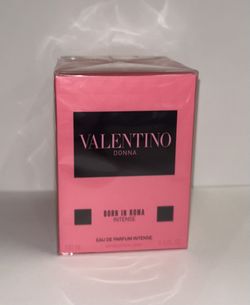 VALENTINO
DONNA
BORN IN ROMA
INTENSE
EAU DE PARFUM INTENSE